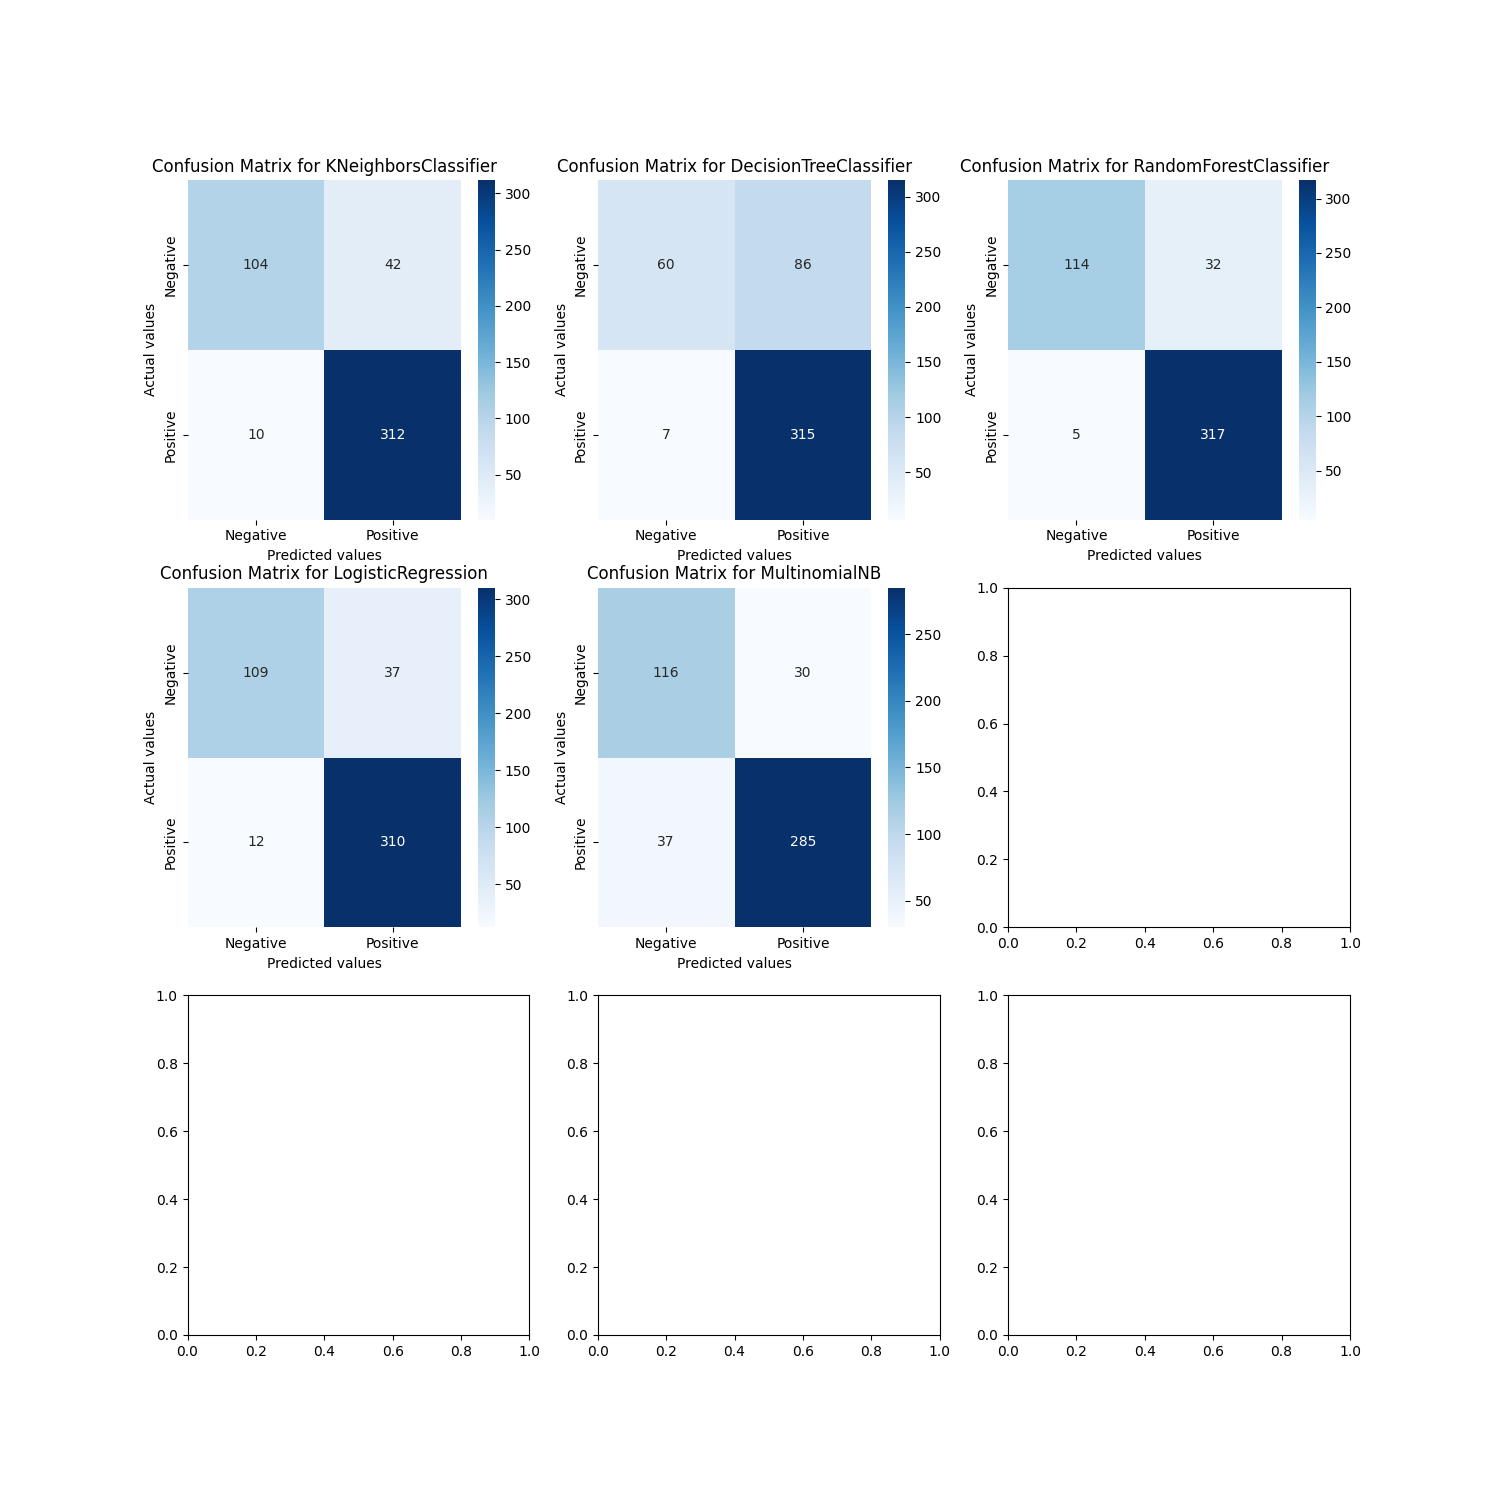 Confusion Matrix for KNeighborsClassifier
Actual values
Negative
Positive
104 42
10 312
Negative Positive
Predicted values
300
250
200
150
100
50
Confusion Matrix for DecisionTreeClassifier
Actual values
Negative
Positive
60 86
7 315
Negative Positive
Predicted values
300
250
200
150
100
50
Confusion Matrix for RandomForestClassifier
Actual values
Negative
Positive
114 32
5 317
Negative Positive
Predicted values
300
250
200
150
100
50
Confusion Matrix for LogisticRegression
Actual values
Negative
Positive
109 37
12 310
Negative Positive
Predicted values
300
250
200
150
100
50
Confusion Matrix for MultinomialNB
Actual values
Negative
Positive
116 30
37 285
Negative Positive
Predicted values
250
200
150
100
50
1.0
0.8
0.6
0.4
0.2
0.0
0.0 0.2 0.4 0.6 0.8 1.0
1.0
0.8
0.6
0.4
0.2
0.0
0.0 0.2 0.4 0.6 0.8 1.0
1.0
0.8
0.6
0.4
0.2
0.0
0.0 0.2 0.4 0.6 0.8 1.0
1.0
0.8
0.6
0.4
0.2
0.0
0.0 0.2 0.4 0.6 0.8 1.0